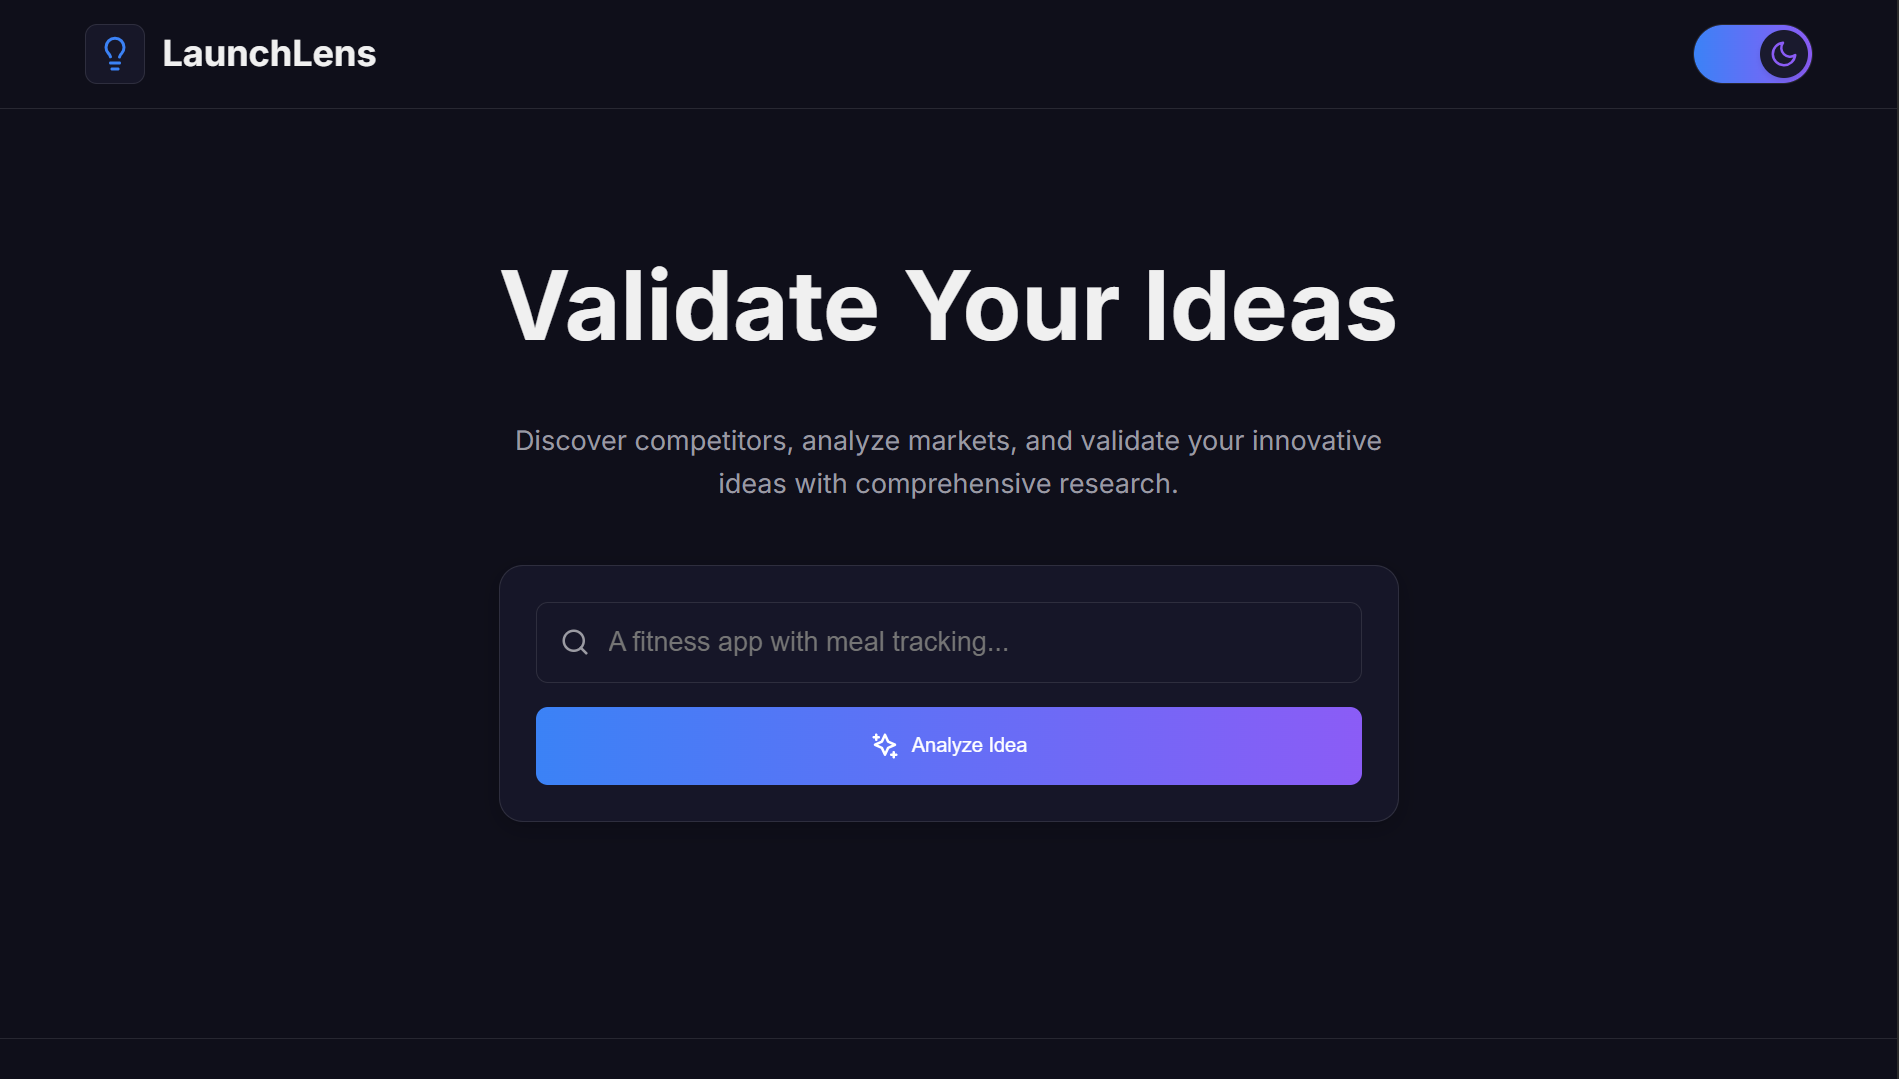 LaunchLens
Validate Your Ideas
Discover competitors, analyze markets, and validate your innovative
ideas with comprehensive research.
A fitness app with meal tracking...
Analyze Idea